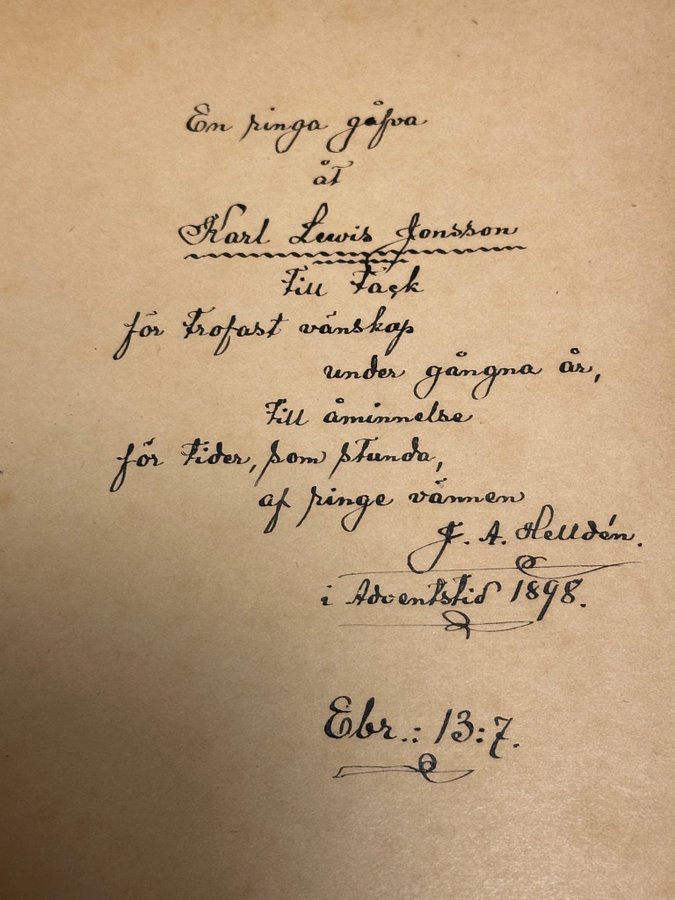 En ringa gåfva
åt
Karl Lewis Jonsson
Till Tack
för Trofast vänskap
under gångna år,
Till åminnelse
för Tider, som stunda,
af ringe vännen
J. A. Helldén.
i Adventstid 1898.
Ebr.: 13:7.